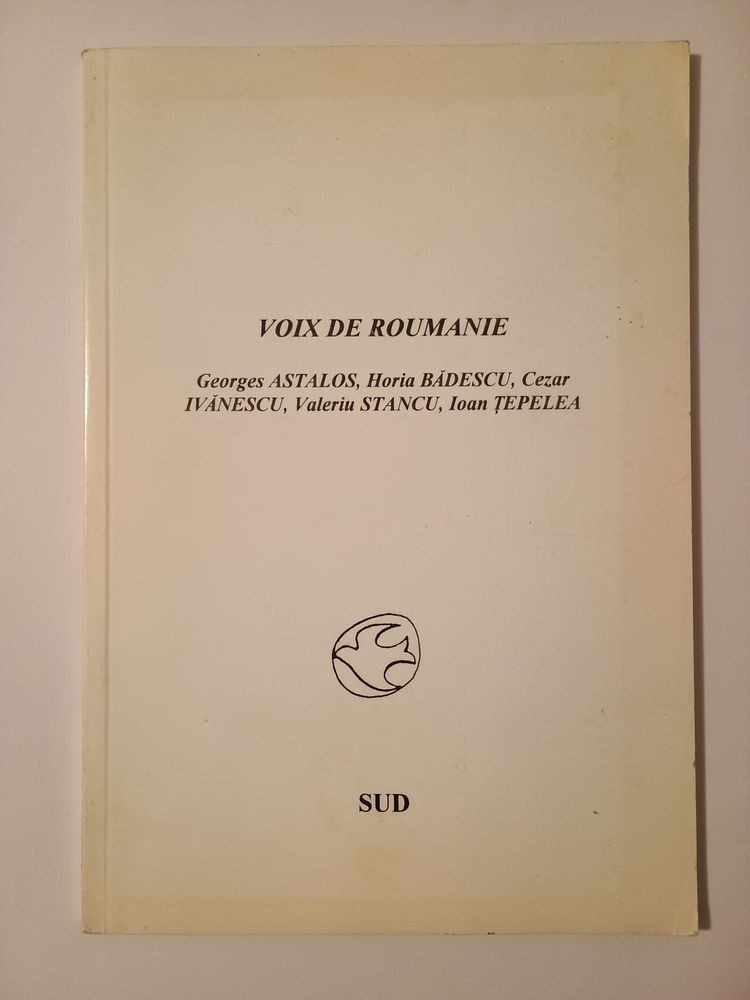 VOIX DE ROUMANIE
Georges ASTALOS, Horia BĂDESCU, Cezar
IVĂNESCU, Valeriu STANCU, Ioan ȚEPELEA
SUD